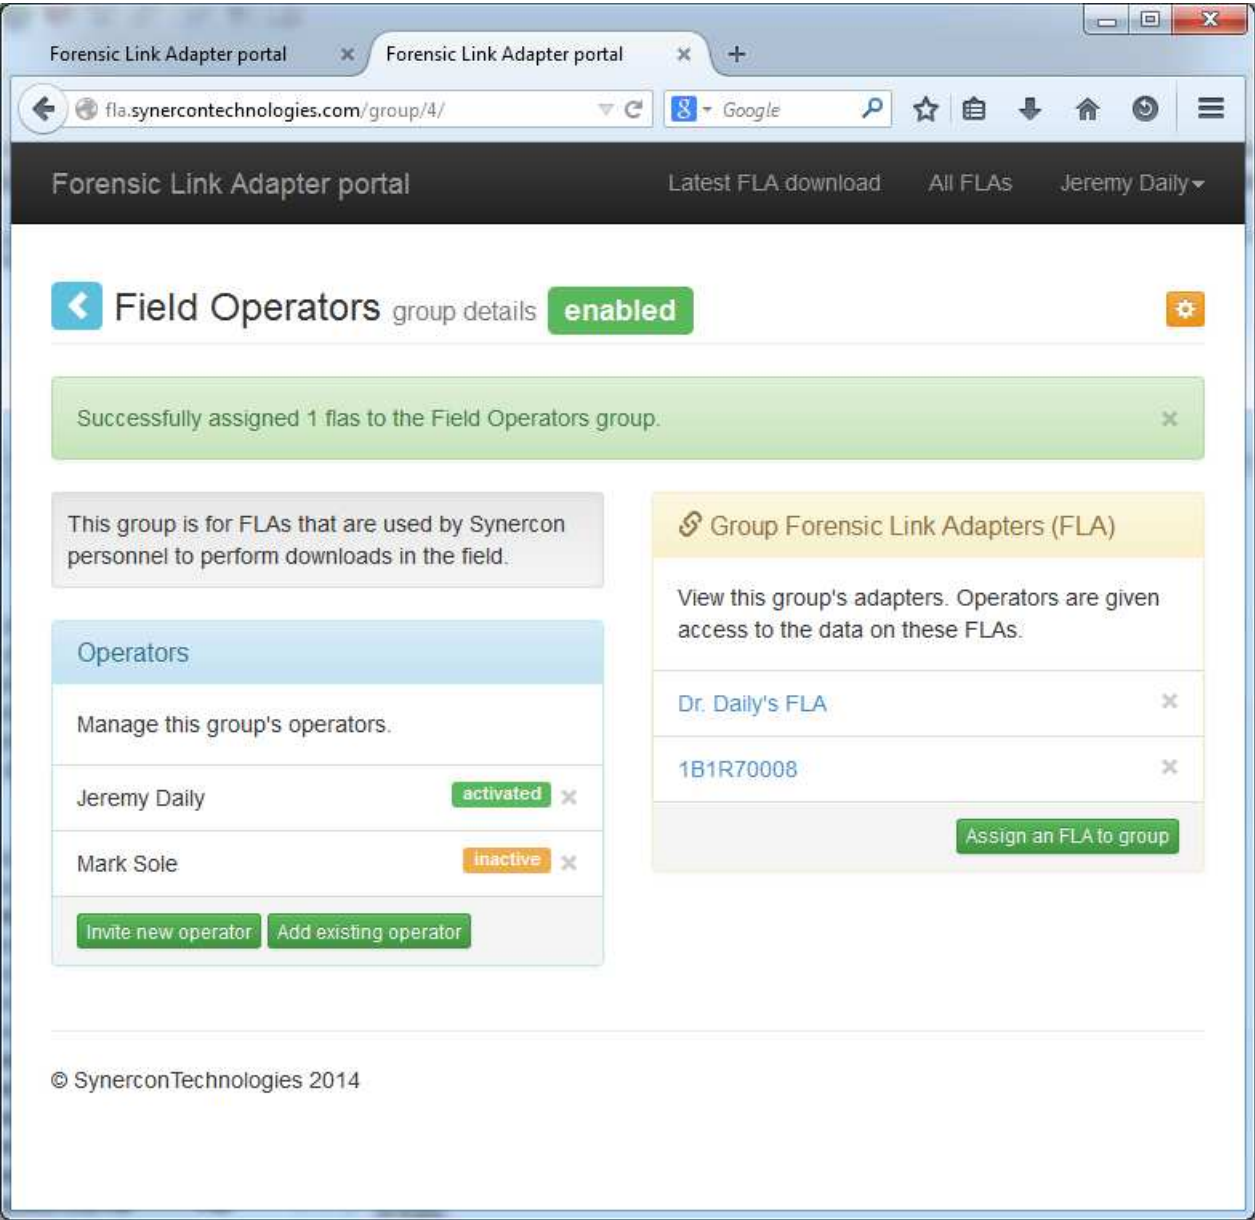 Forensic Link Adapter portal
Forensic Link Adapter portal
fla.synercontechnologies.com/group/4/
Google
Forensic Link Adapter portal
Latest FLA download
All FLAs
Jeremy Daily
Field Operators group details enabled
Successfully assigned 1 flas to the Field Operators group.
This group is for FLAs that are used by Synercon
personnel to perform downloads in the field.
Operators
Manage this group's operators.
Jeremy Daily activated
Mark Sole inactive
Invite new operator Add existing operator
Group Forensic Link Adapters (FLA)
View this group's adapters. Operators are given
access to the data on these FLAs.
Dr. Daily's FLA
1B1R70008
Assign an FLA to group
© SynerconTechnologies 2014